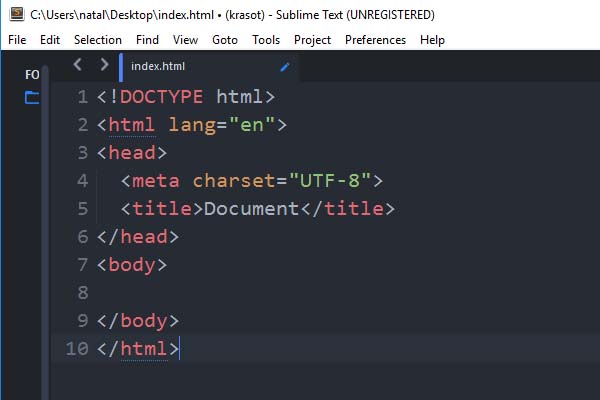 C:\Users\natal\Desktop\index.html • (krasot) - Sublime Text (UNREGISTERED)
File Edit Selection Find View Goto Tools Project Preferences Help
FO
index.html
1 <!DOCTYPE html>
2 <html lang="en">
3 <head>
4 <meta charset="UTF-8">
5 <title>Document</title>
6 </head>
7 <body>
8
9 </body>
10 </html>